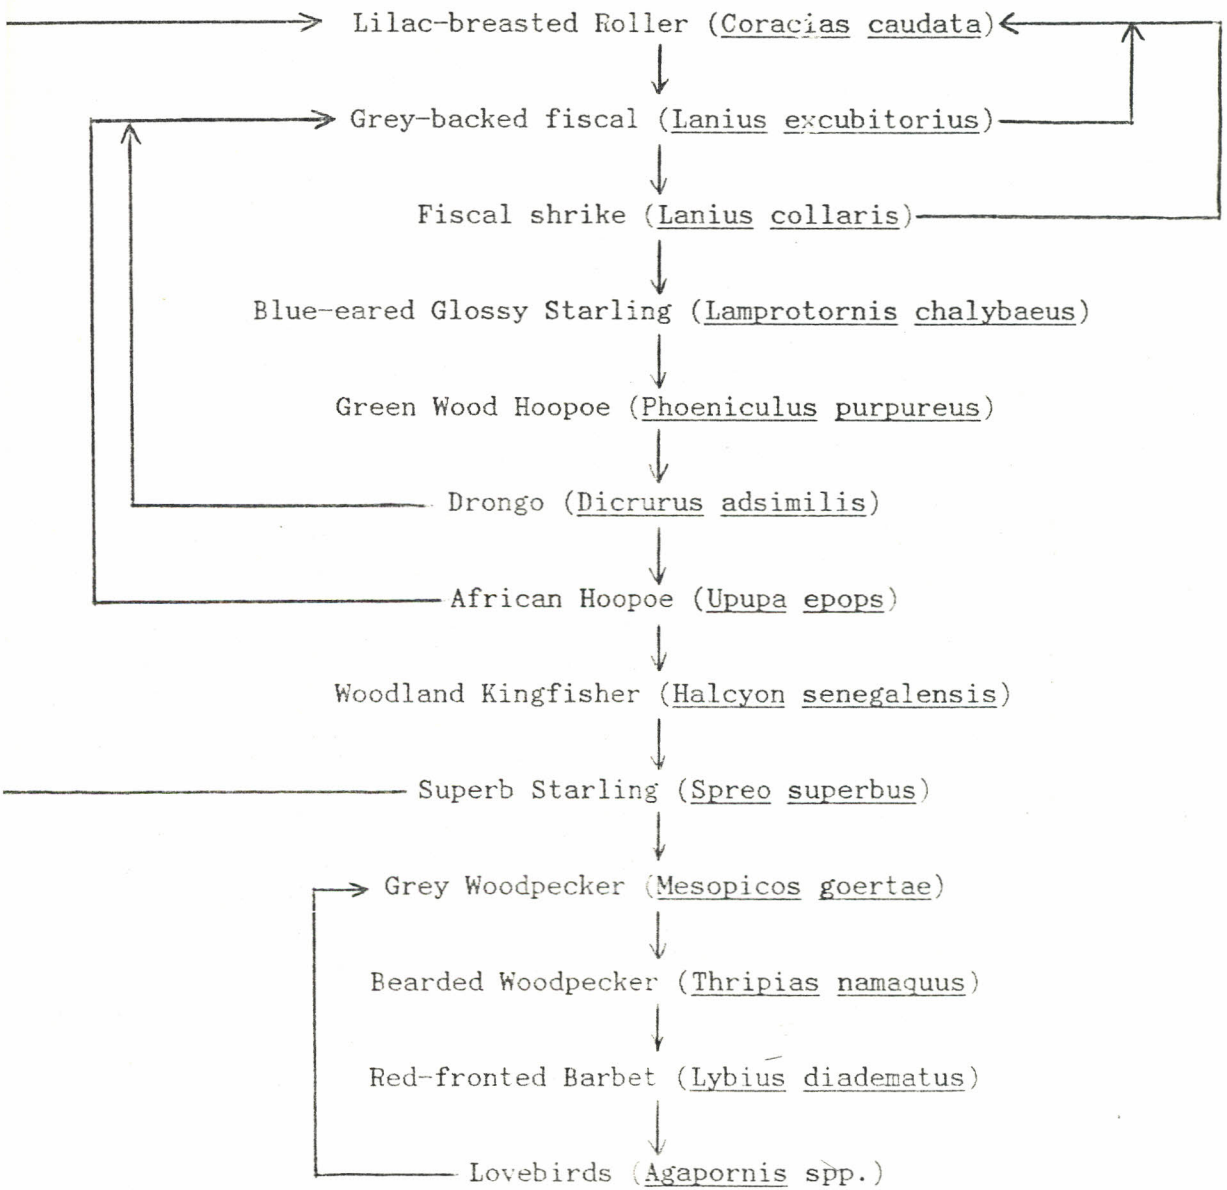 Lilac-breasted Roller (Coracias caudata)
Grey-backed fiscal (Lanius excubitorius)
Fiscal shrike (Lanius collaris)
Blue-eared Glossy Starling (Lamprotornis chalybaeus)
Green Wood Hoopoe (Phoeniculus purpureus)
Drongo (Dicrurus adsimilis)
African Hoopoe (Upupa epops)
Woodland Kingfisher (Halcyon senegalensis)
Superb Starling (Spreo superbus)
Grey Woodpecker (Mesopicos goertae)
Bearded Woodpecker (Thripias namaquus)
Red-fronted Barbet (Lybius diadematus)
Lovebirds (Agapornis spp.)